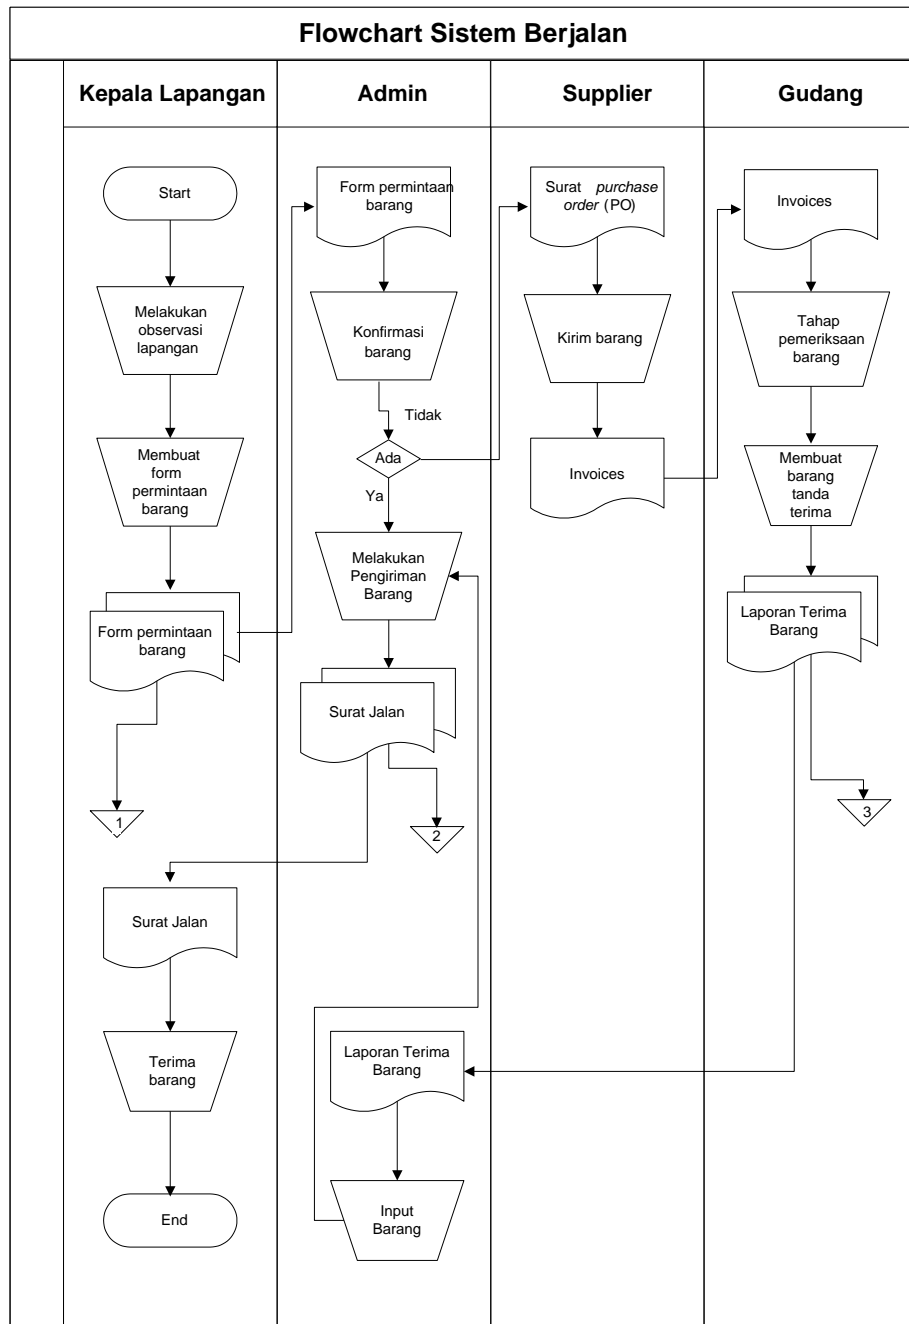 Flowchart Sistem Berjalan
Kepala Lapangan
Admin
Supplier
Gudang
Start
Melakukan
observasi
lapangan
Membuat
form
permintaan
barang
Form permintaan
barang
1
Surat Jalan
Terima
barang
End
Form permintaan
barang
Konfirmasi
barang
Tidak
Ada
Ya
Melakukan
Pengiriman
Barang
Surat Jalan
2
Laporan Terima
Barang
Input
Barang
Surat purchase
order (PO)
Kirim barang
Invoices
Invoices
Tahap
pemeriksaan
barang
Membuat
barang
tanda
terima
Laporan Terima
Barang
3